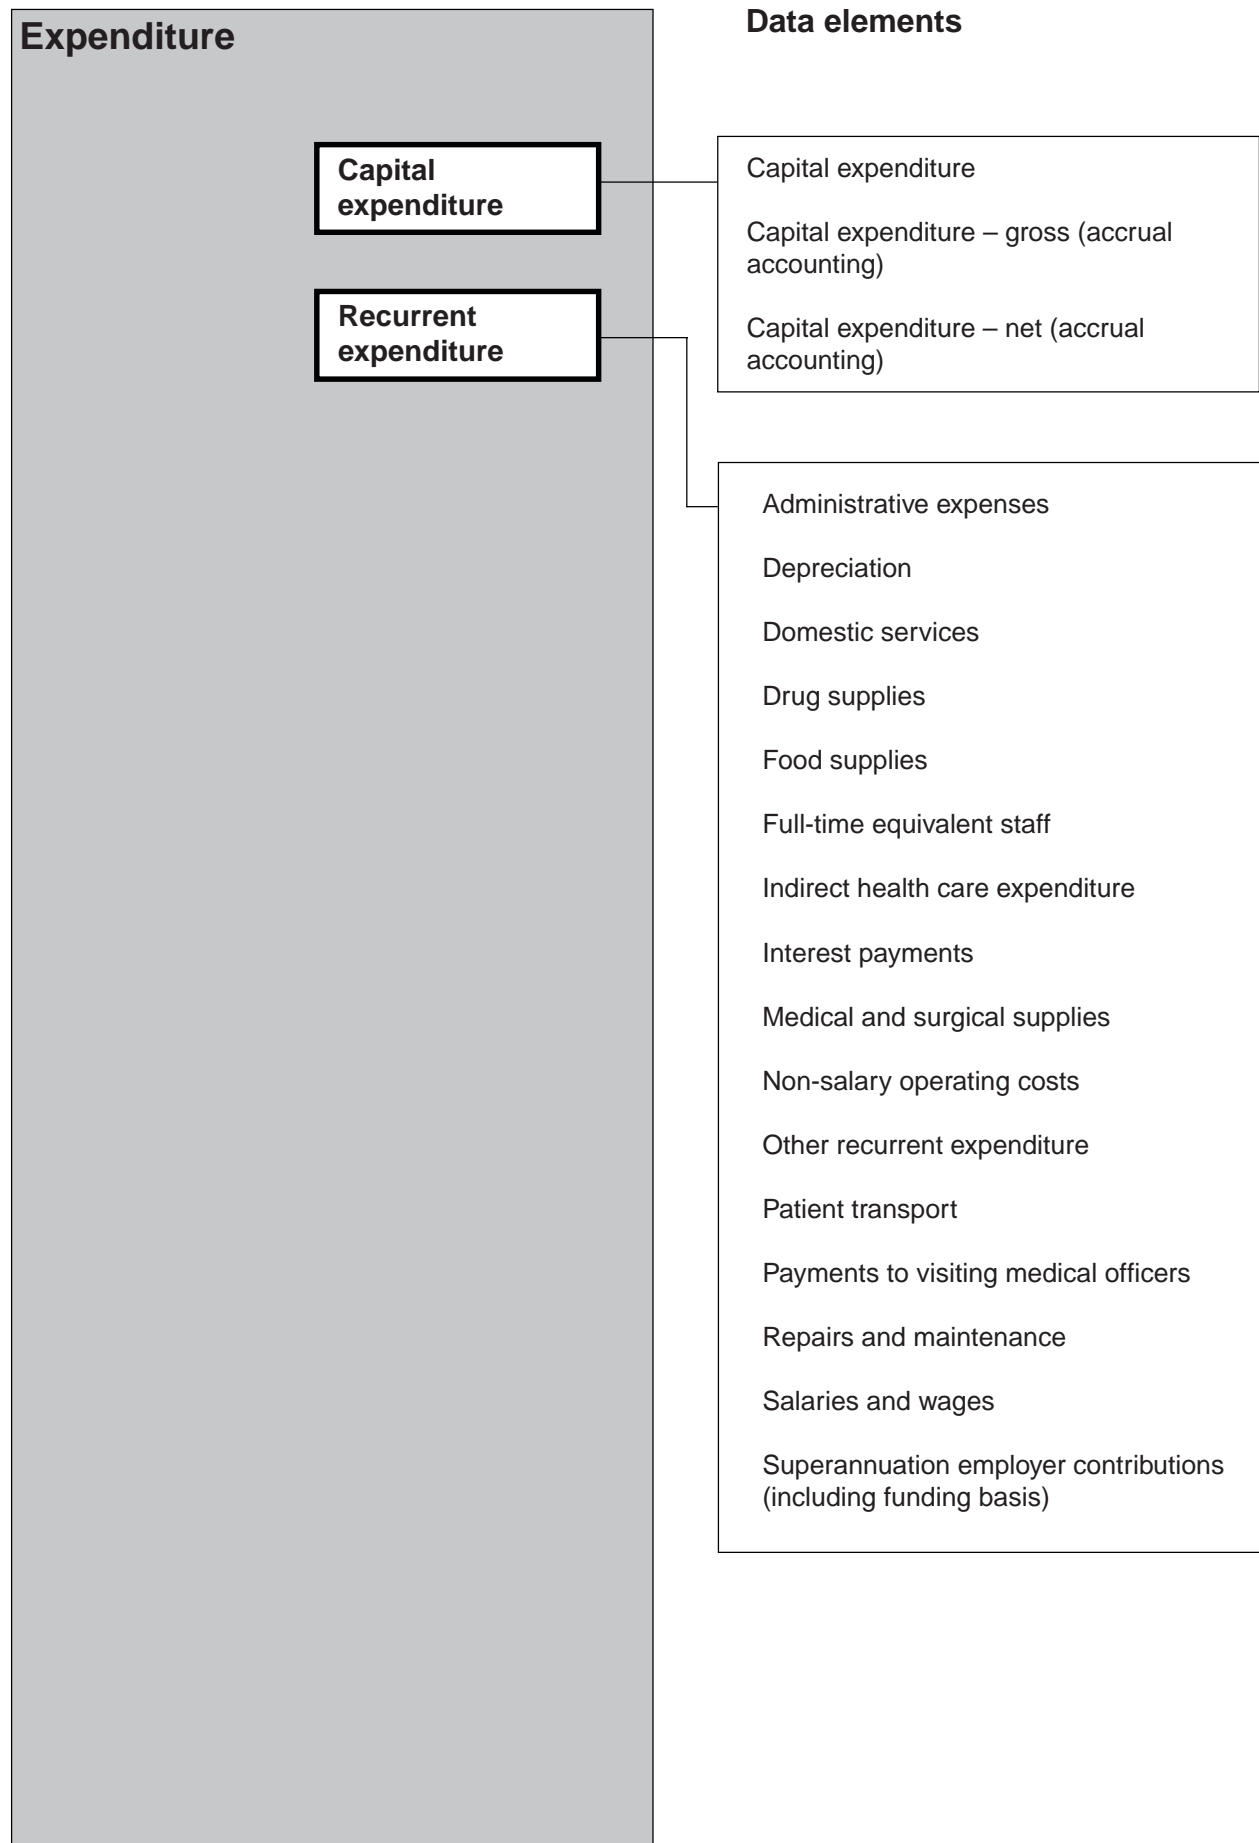 Expenditure
Data elements
Capital
expenditure
Capital expenditure
Capital expenditure – gross (accrual
accounting)
Capital expenditure – net (accrual
accounting)
Recurrent
expenditure
Administrative expenses
Depreciation
Domestic services
Drug supplies
Food supplies
Full-time equivalent staff
Indirect health care expenditure
Interest payments
Medical and surgical supplies
Non-salary operating costs
Other recurrent expenditure
Patient transport
Payments to visiting medical officers
Repairs and maintenance
Salaries and wages
Superannuation employer contributions
(including funding basis)